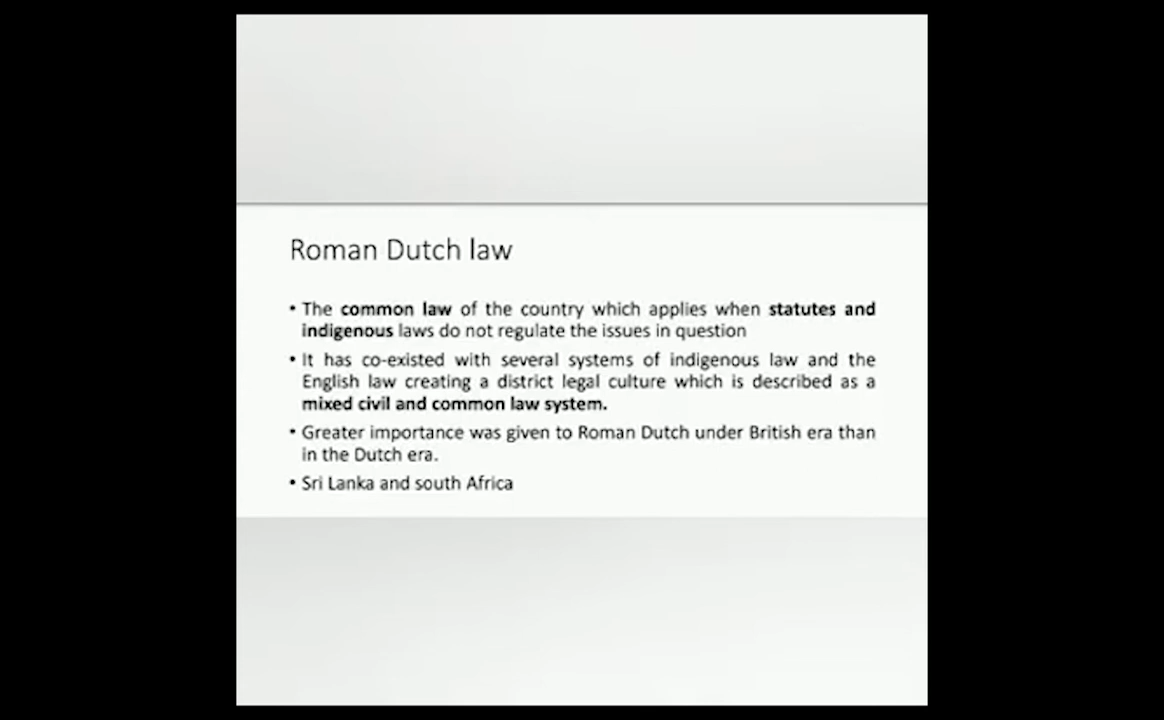 Roman Dutch law
• The common law of the country which applies when statutes and
indigenous laws do not regulate the issues in question
• It has co-existed with several systems of indigenous law and the
English law creating a district legal culture which is described as a
mixed civil and common law system.
• Greater importance was given to Roman Dutch under British era than
in the Dutch era.
• Sri Lanka and south Africa